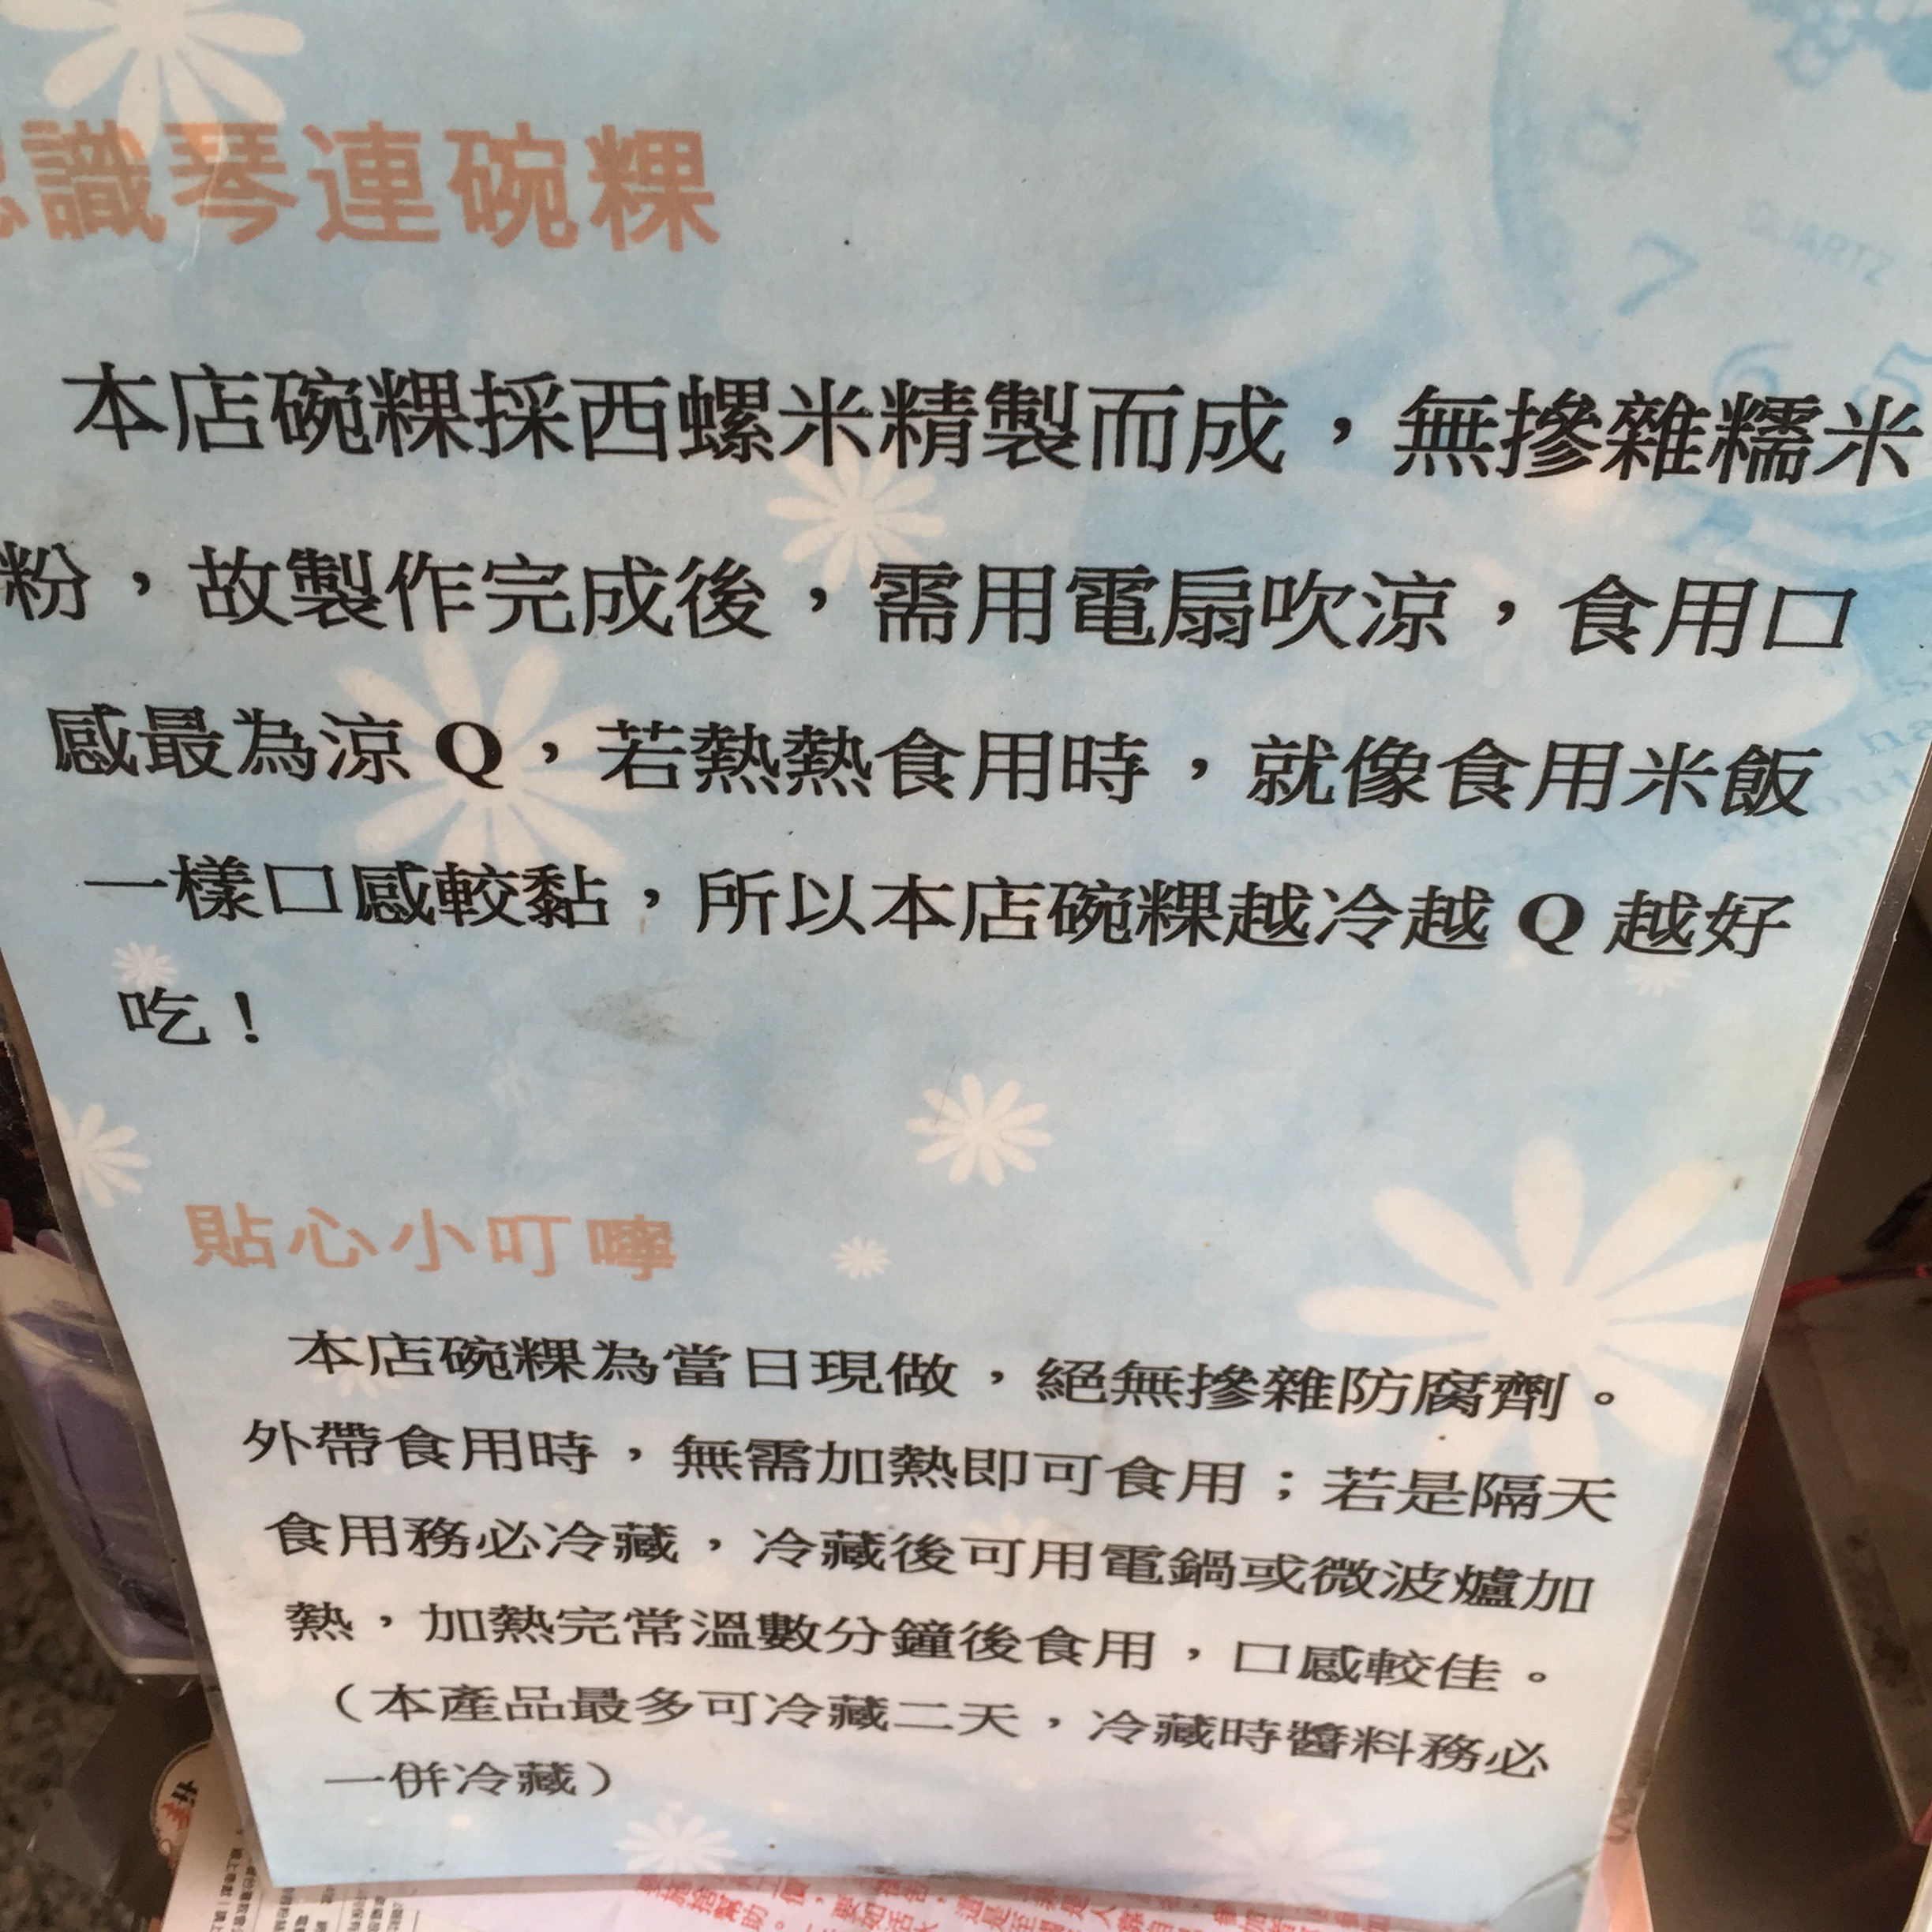 識琴連碗粿
本店碗粿採西螺米精製而成，無摻雜糯米
粉，故製作完成後，需用電扇吹涼，食用口
感最為涼Q，若熱熱食用時，就像食用米飯
一樣口感較黏，所以本店碗粿越冷越Q越好
吃！
貼心小叮嚀
本店碗粿為當日現做，絕無摻雜防腐劑。
外帶食用時，無需加熱即可食用；若是隔天
食用務必冷藏，冷藏後可用電鍋或微波爐加
熱，加熱完常溫數分鐘後食用，口感較佳。
（本產品最多可冷藏二天，冷藏時醬料務必
一併冷藏）
QUARTZ
7
6
5